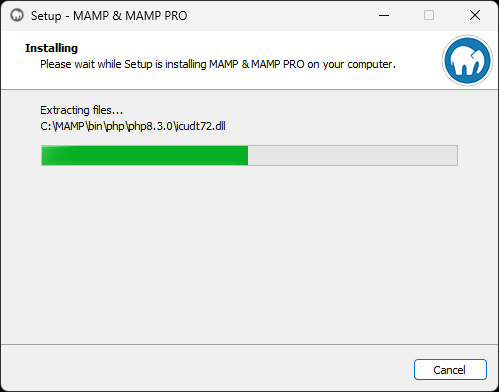 Setup - MAMP & MAMP PRO
Installing
Please wait while Setup is installing MAMP & MAMP PRO on your computer.
Extracting files...
C:\MAMP\bin\php\php8.3.0\icudt72.dll
Cancel